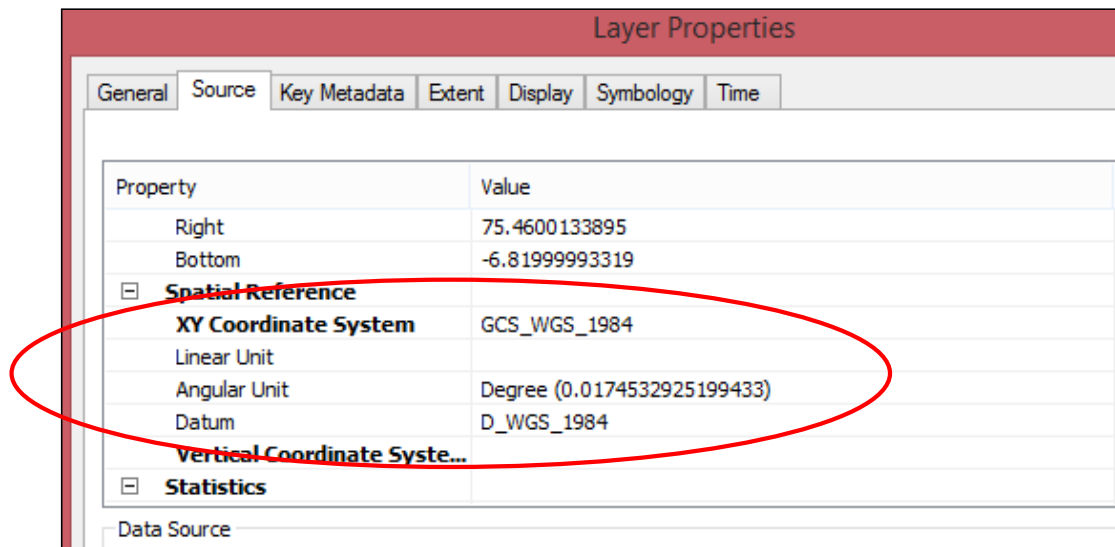 Layer Properties
General Source Key Metadata Extent Display Symbology Time
Property Value
Right 75.4600133895
Bottom -6.81999993319
Spatial Reference
XY Coordinate System GCS_WGS_1984
Linear Unit
Angular Unit Degree (0.0174532925199433)
Datum D_WGS_1984
Vertical Coordinate Syste...
Statistics
Data Source